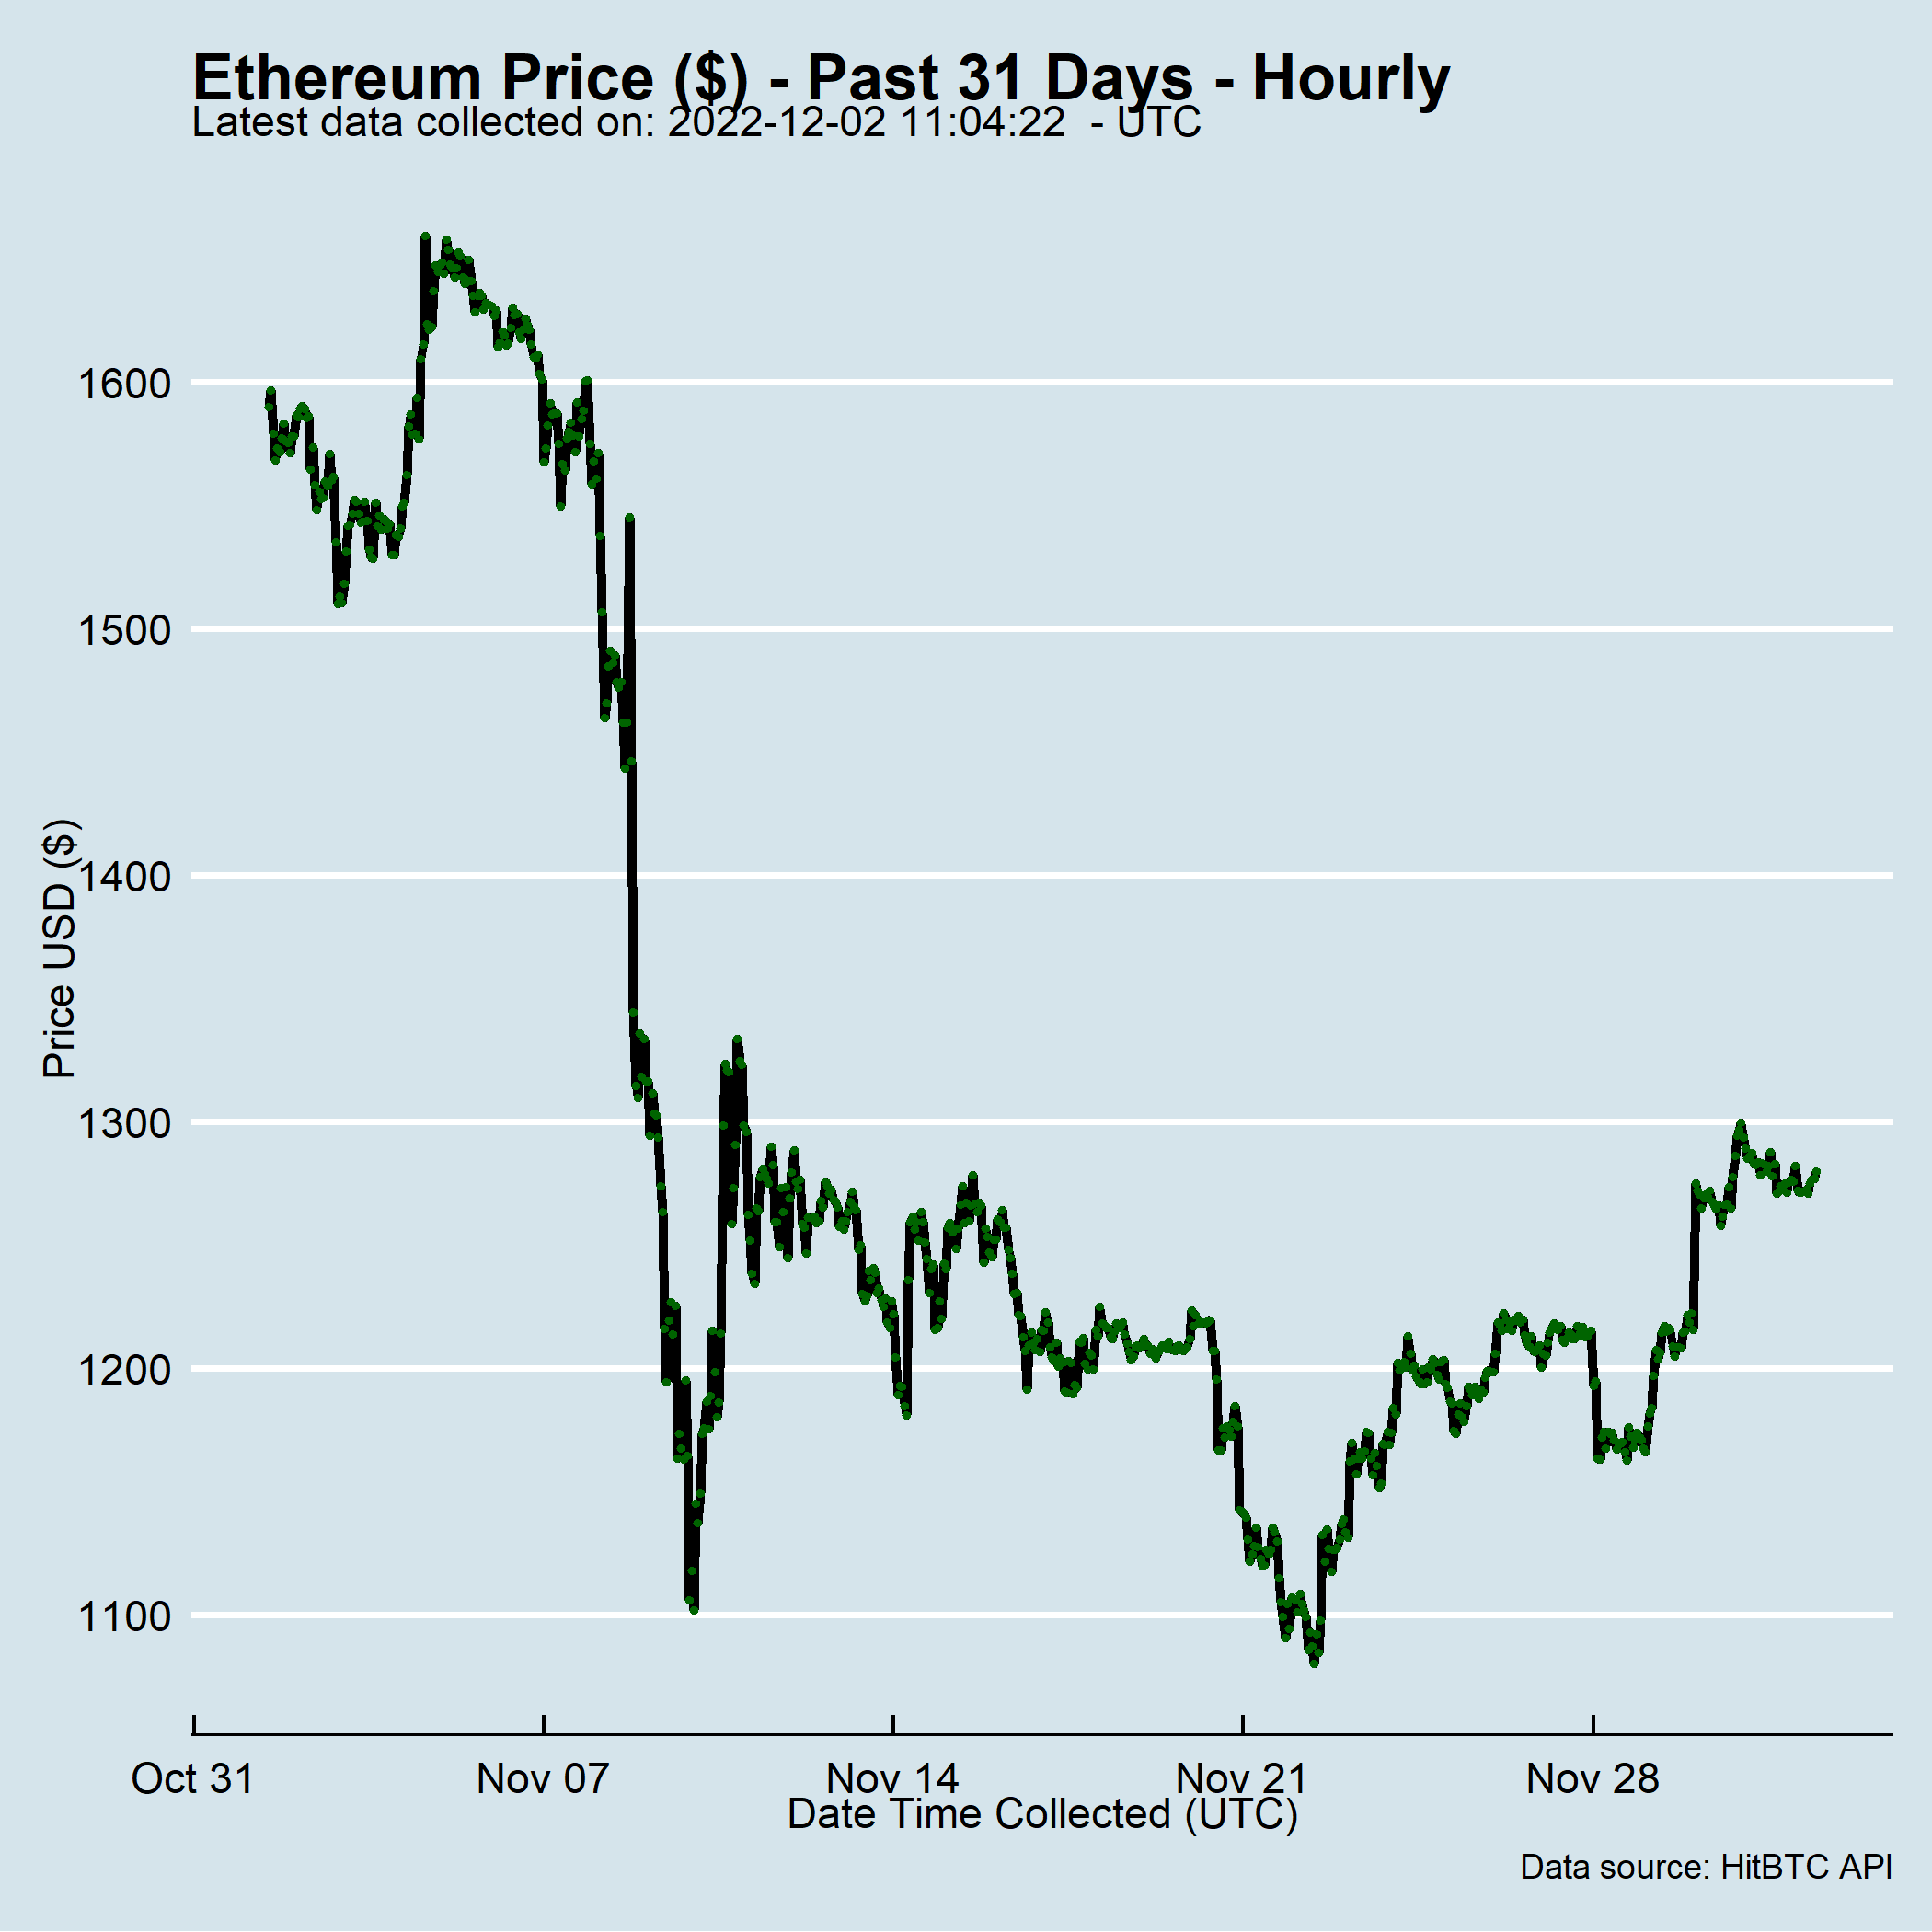 Ethereum Price ($) - Past 31 Days - Hourly
Latest data collected on: 2022-12-02 11:04:22  - UTC
1600
1500
1400
1300
1200
1100
Price USD ($)
Oct 31
Nov 07
Nov 14
Nov 21
Nov 28
Date Time Collected (UTC)
Data source: HitBTC API